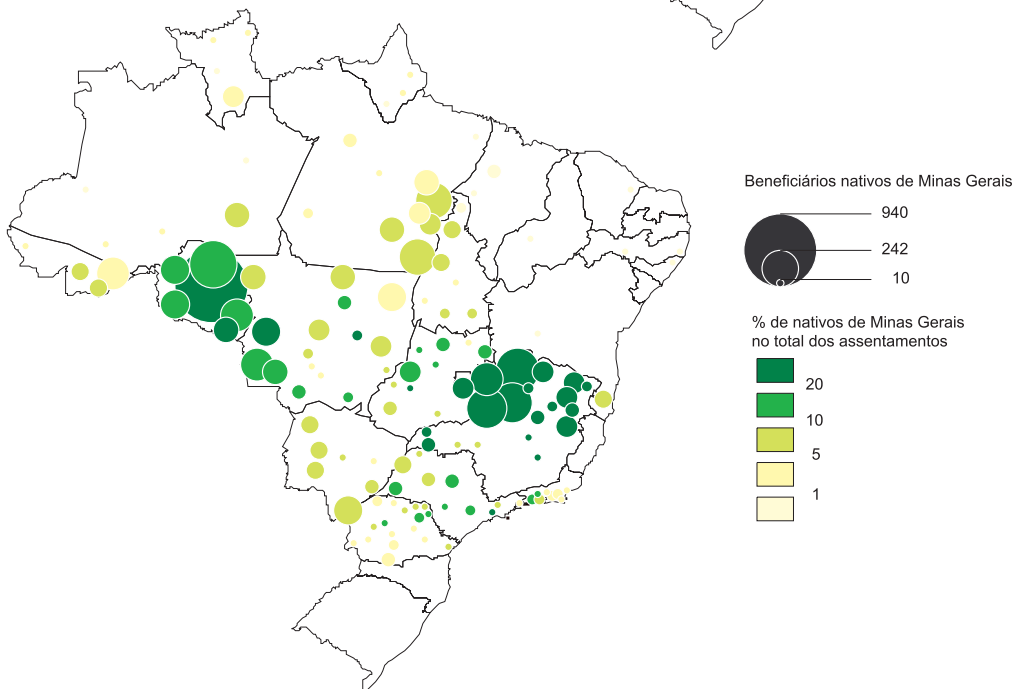 Beneficiários nativos de Minas Gerais
940
242
10
% de nativos de Minas Gerais
no total dos assentamentos
20
10
5
1